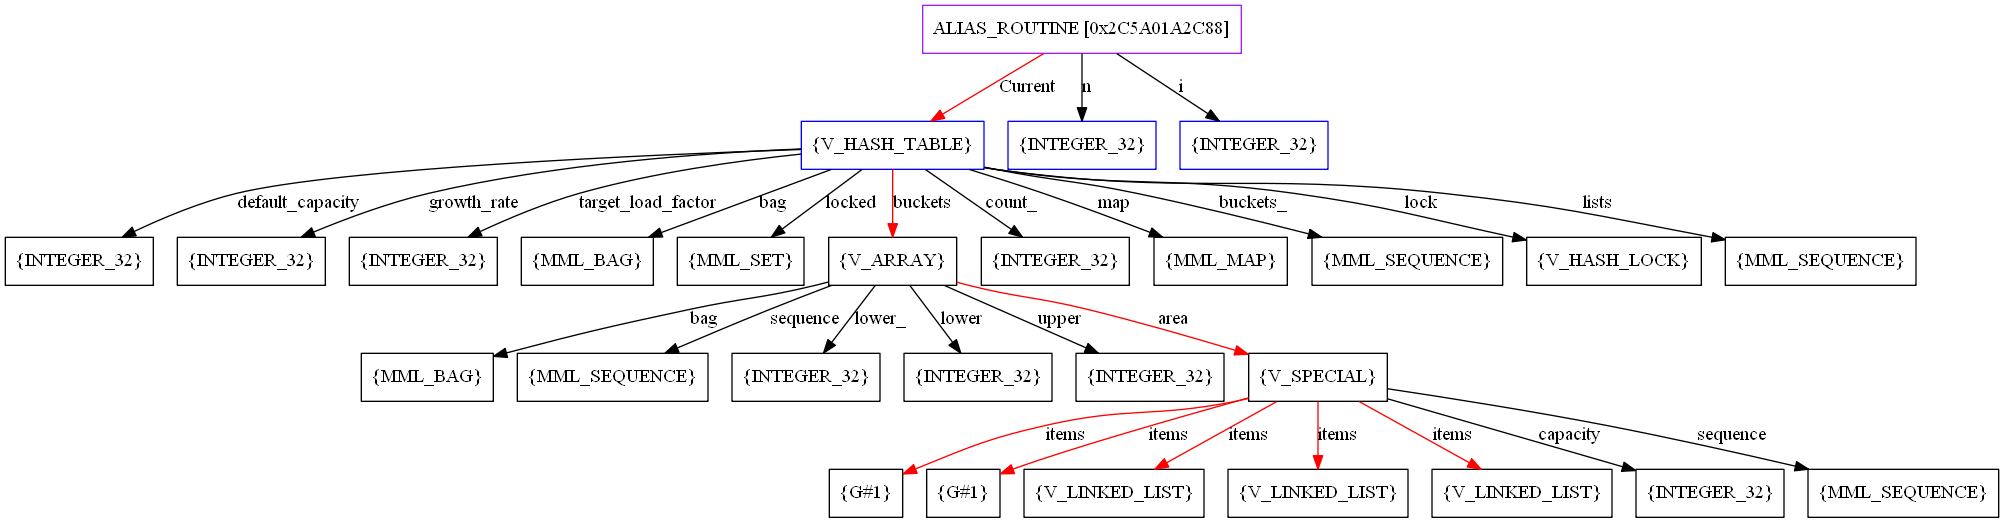 ALIAS_ROUTINE [0x2C5A01A2C88]
Current
n
i
{V_HASH_TABLE}
{INTEGER_32}
{INTEGER_32}
default_capacity
growth_rate
target_load_factor
bag
locked
buckets
count_
map
buckets_
lock
lists
{INTEGER_32}
{INTEGER_32}
{INTEGER_32}
{MML_BAG}
{MML_SET}
{V_ARRAY}
{INTEGER_32}
{MML_MAP}
{MML_SEQUENCE}
{V_HASH_LOCK}
{MML_SEQUENCE}
bag
sequence
lower_
lower
upper
area
{MML_BAG}
{MML_SEQUENCE}
{INTEGER_32}
{INTEGER_32}
{INTEGER_32}
{V_SPECIAL}
items
items
items
items
items
capacity
sequence
{G#1}
{G#1}
{V_LINKED_LIST}
{V_LINKED_LIST}
{V_LINKED_LIST}
{INTEGER_32}
{MML_SEQUENCE}